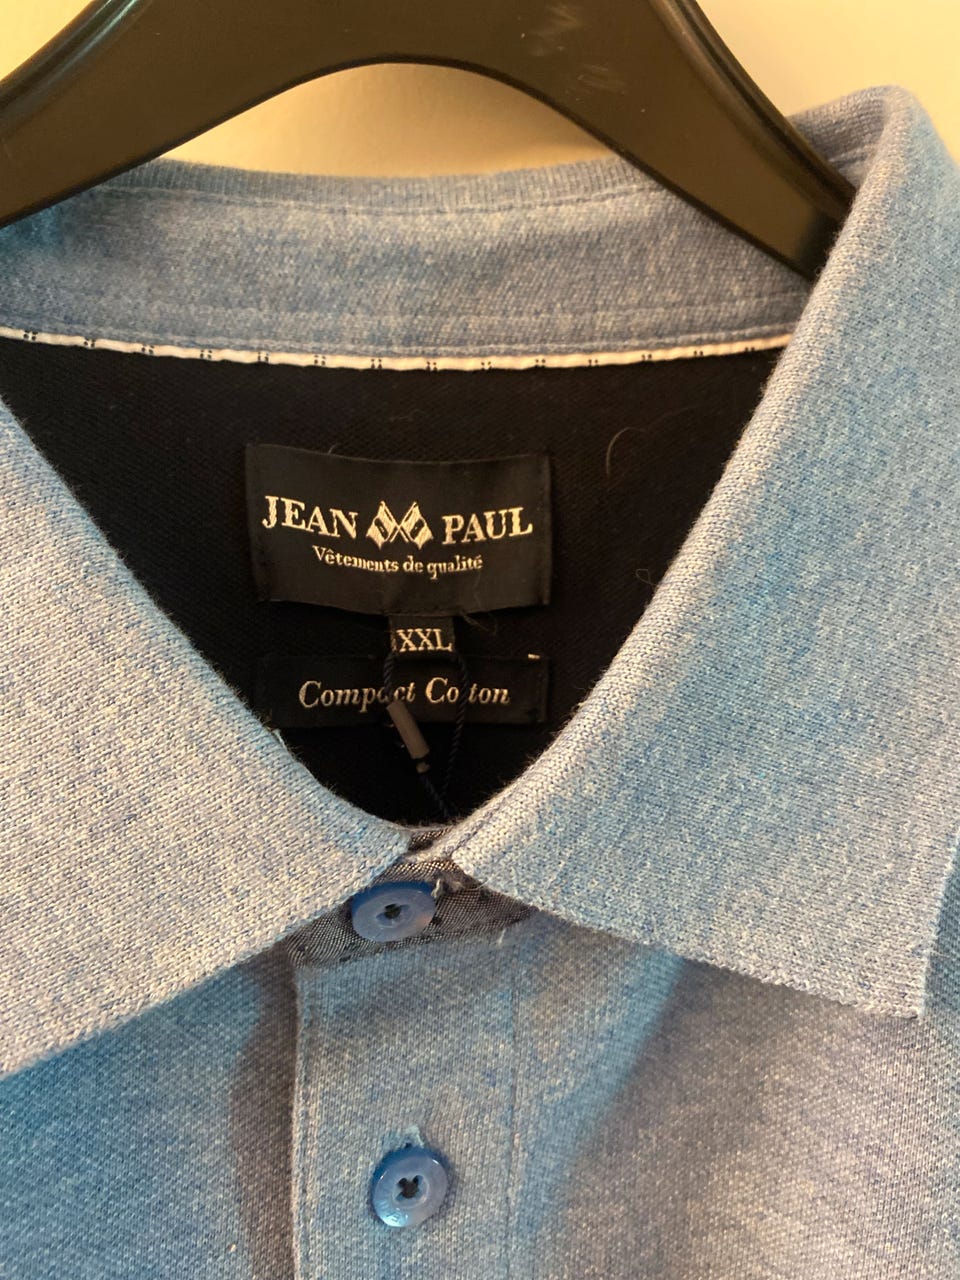 JEAN PAUL
Vêtements de qualité
XXL
Compact Cotton